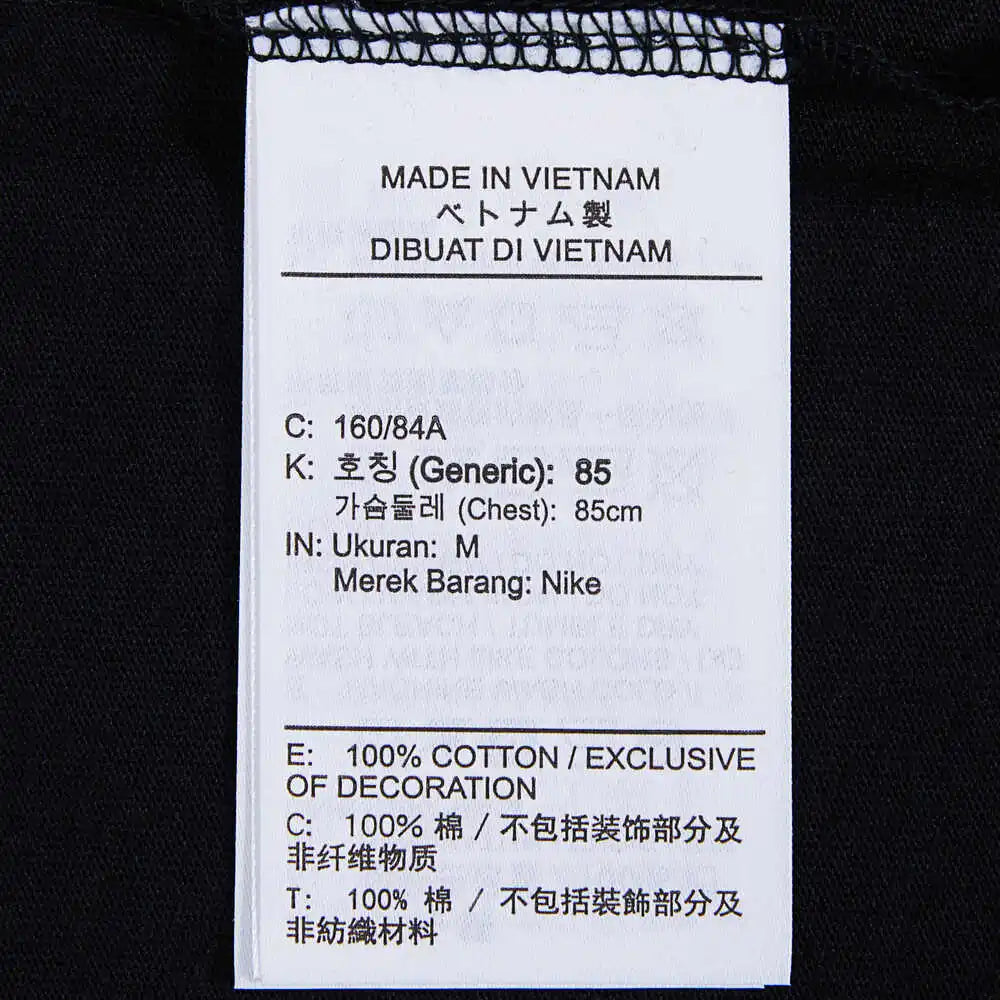 MADE IN VIETNAM
ベトナム製
DIBUAT DI VIETNAM
C: 160/84A
K: 호칭 (Generic): 85
가슴둘레 (Chest): 85cm
IN: Ukuran: M
Merek Barang: Nike
E: 100% COTTON / EXCLUSIVE
OF DECORATION
C: 100% 棉 / 不包括装饰部分及
非纤维物质
T: 100% 棉 / 不包括裝飾部分及
非紡織材料